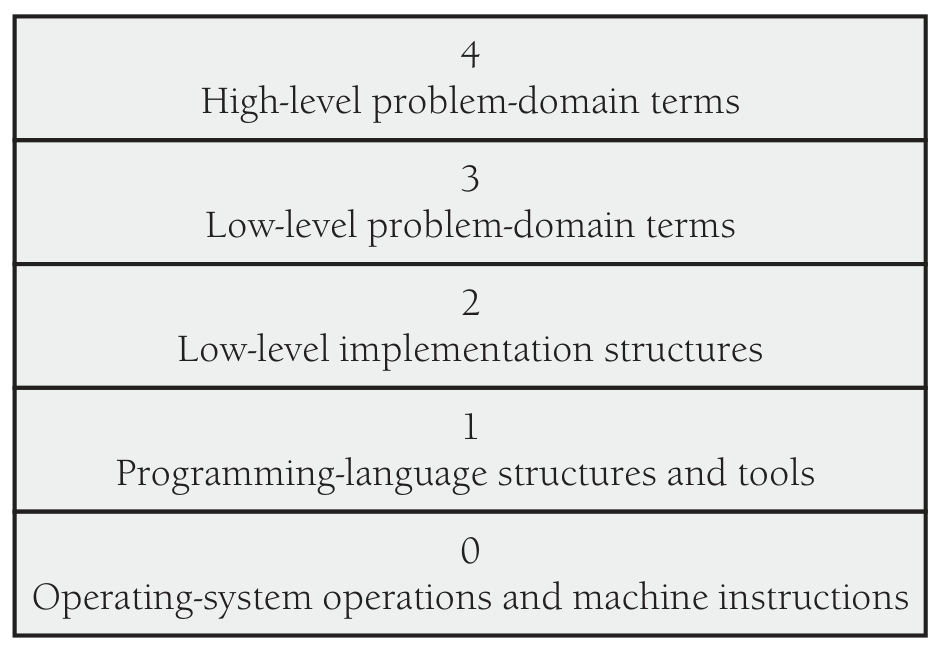 4
High-level problem-domain terms
3
Low-level problem-domain terms
2
Low-level implementation structures
1
Programming-language structures and tools
0
Operating-system operations and machine instructions